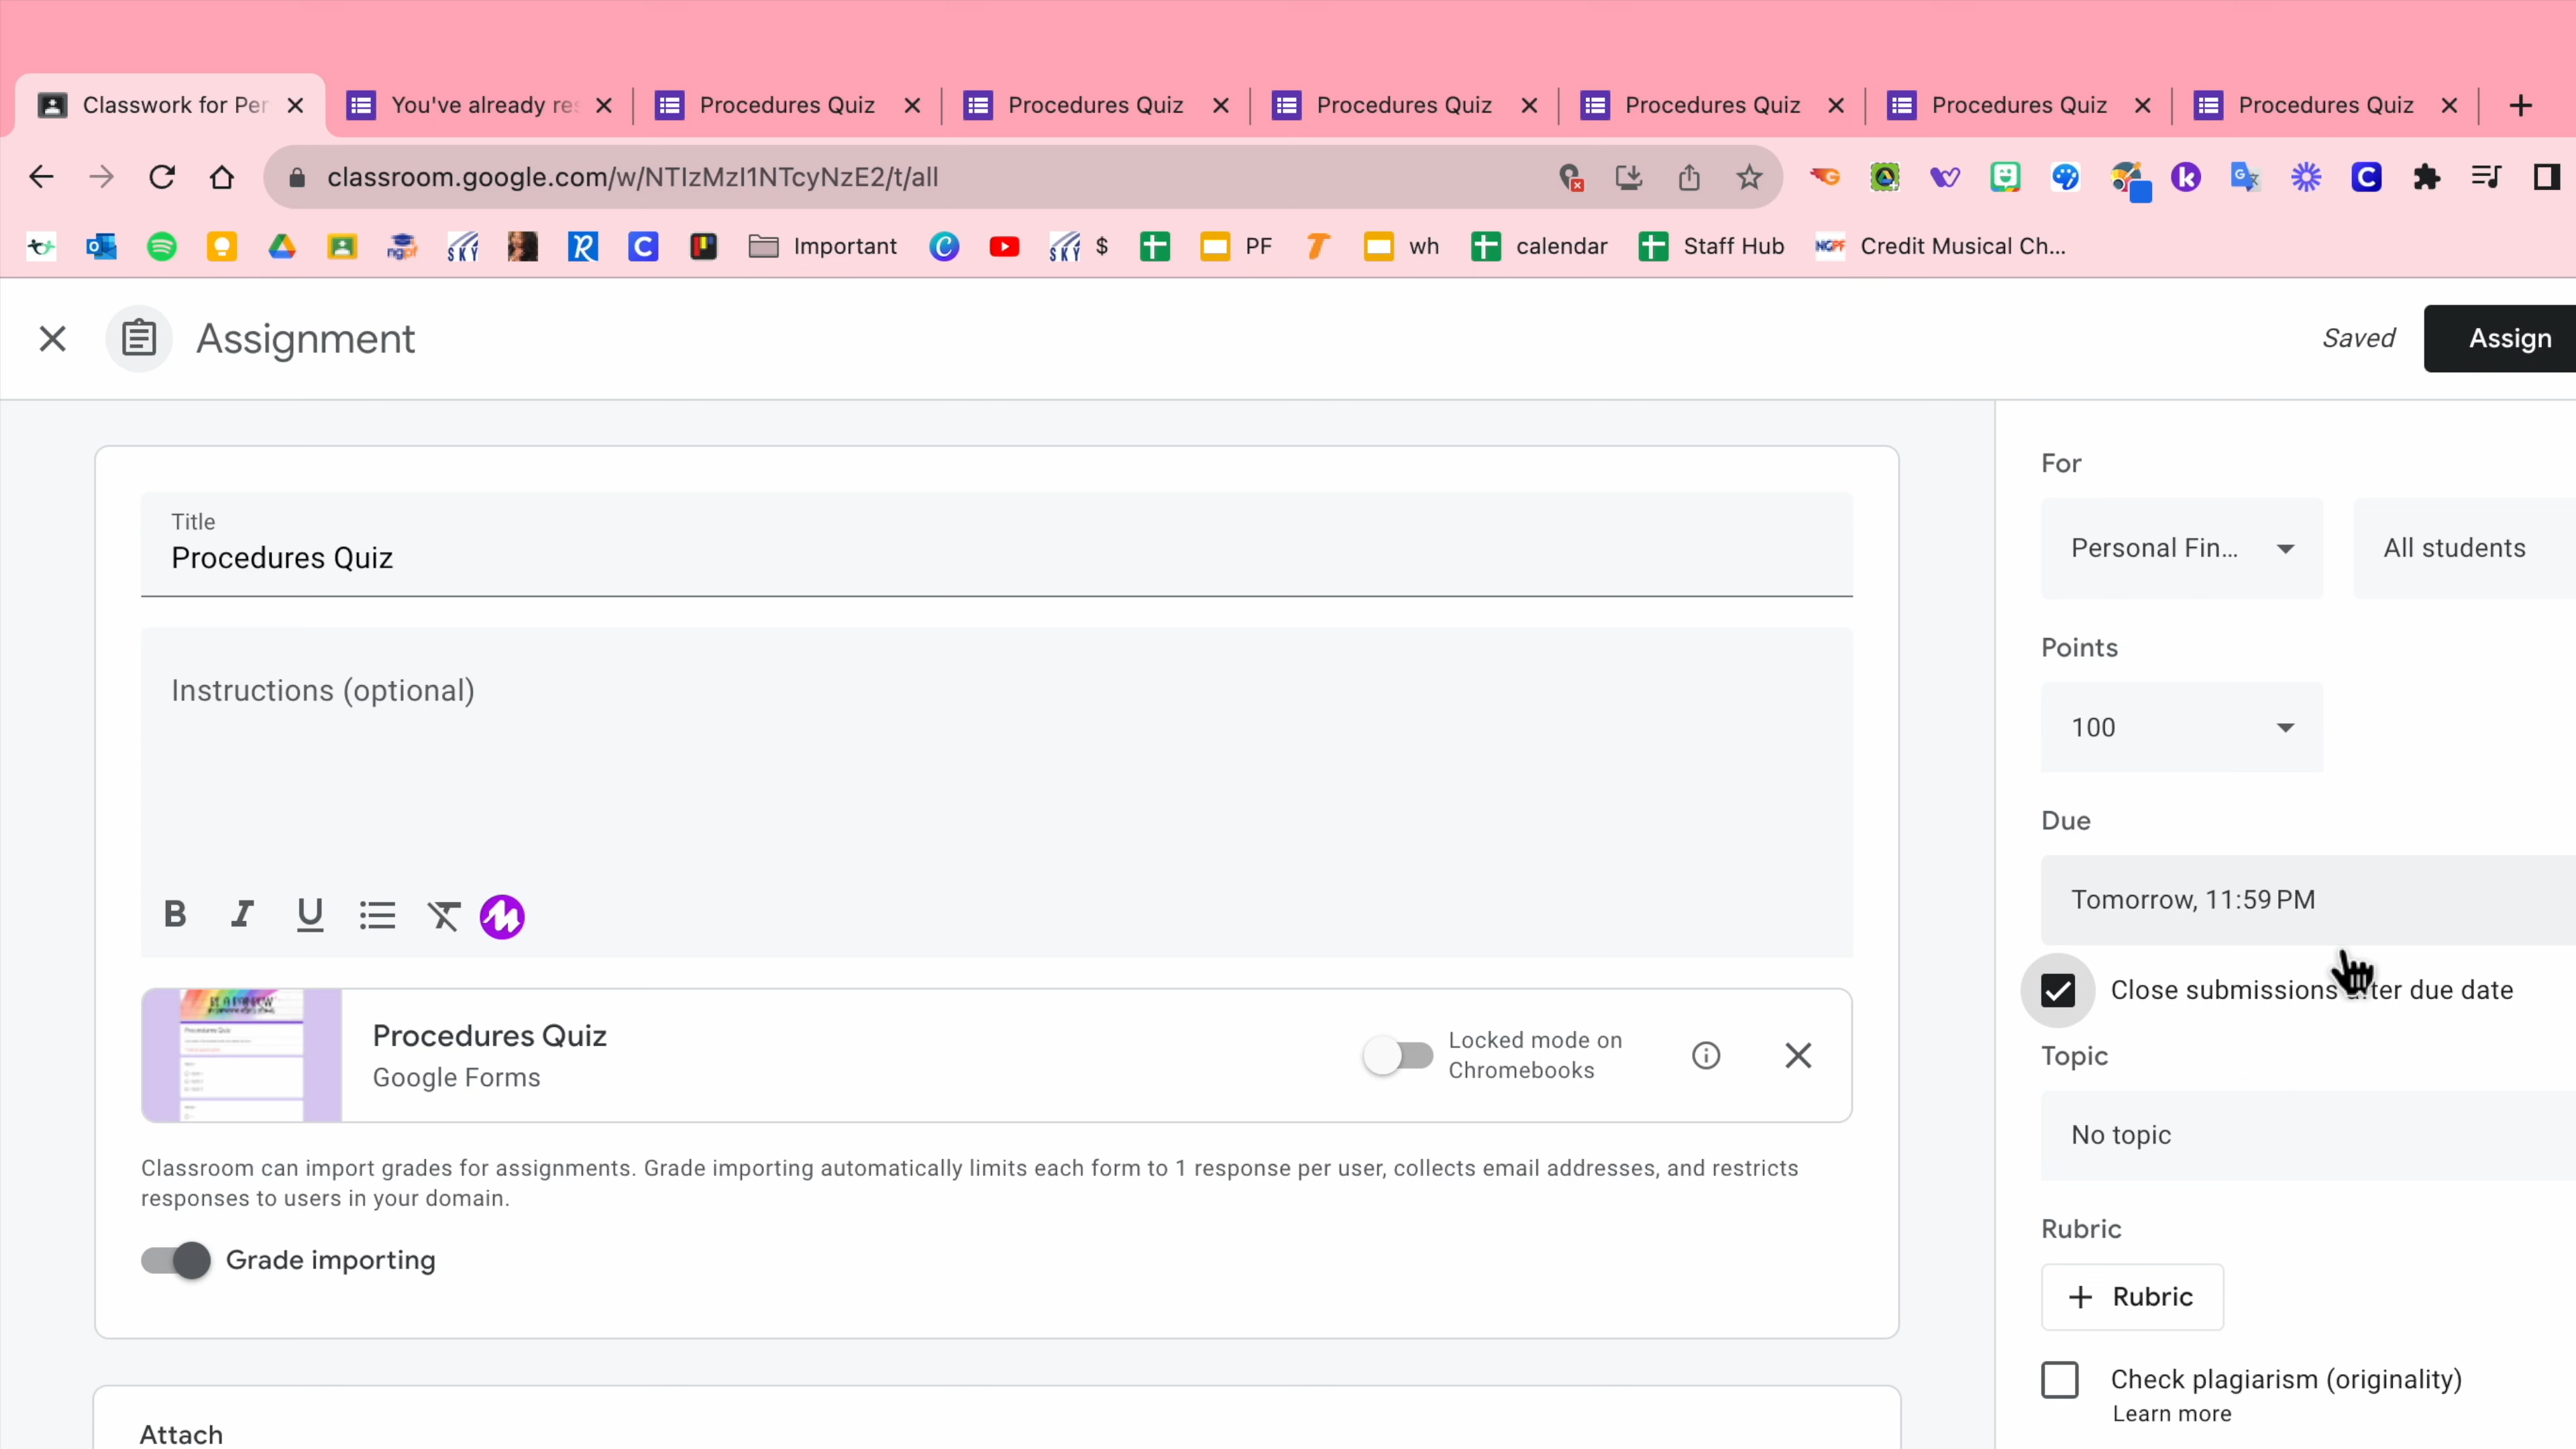 Classwork for Per
You've already res
Procedures Quiz
Procedures Quiz
Procedures Quiz
Procedures Quiz
Procedures Quiz
Procedures Quiz
classroom.google.com/w/NTIzMzI1NTcyNzE2/t/all
Important
$
PF
wh
calendar
Staff Hub
Credit Musical Ch...
Assignment
Saved
Assign
Title
Procedures Quiz
Instructions (optional)
Procedures Quiz
Google Forms
Locked mode on
Chromebooks
Classroom can import grades for assignments. Grade importing automatically limits each form to 1 response per user, collects email addresses, and restricts
responses to users in your domain.
Grade importing
Attach
For
Personal Fin...
All students
Points
100
Due
Tomorrow, 11:59 PM
Close submissions after due date
Topic
No topic
Rubric
+ Rubric
Check plagiarism (originality)
Learn more